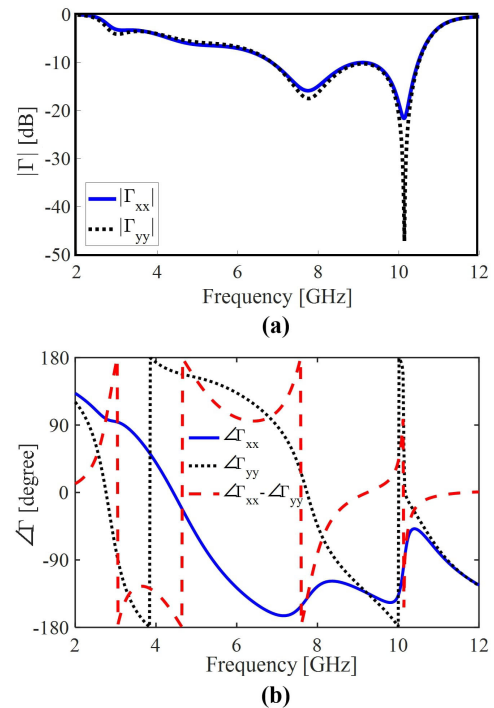 0
-10
-20
-30
-40
-50
|Γ| [dB]
|Γxx|
|Γyy|
2 4 6 8 10 12
Frequency [GHz]
(a)
180
90
0
-90
-180
∠Γ [degree]
∠Γxx
∠Γyy
∠Γxx-∠Γyy
2 4 6 8 10 12
Frequency [GHz]
(b)